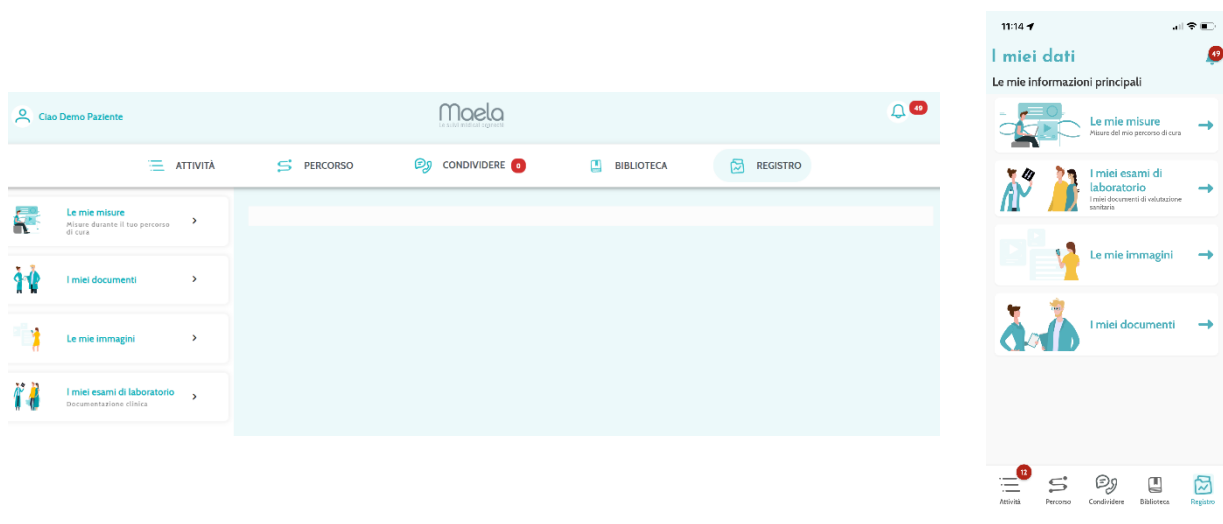 Ciao Demo Paziente
Maela
49
ATTIVITÀ
PERCORSO
CONDIVIDERE 0
BIBLIOTECA
REGISTRO
Le mie misure
Misure durante il tuo percorso
di cura
I miei documenti
Le mie immagini
I miei esami di laboratorio
Documentazione clinica
11:14
I miei dati
49
Le mie informazioni principali
Le mie misure
Misure del mio percorso di cura
I miei esami di
laboratorio
I miei documenti di valutazione
sanitaria
Le mie immagini
I miei documenti
12
Attività
Percorso
Condividere
Biblioteca
Registro